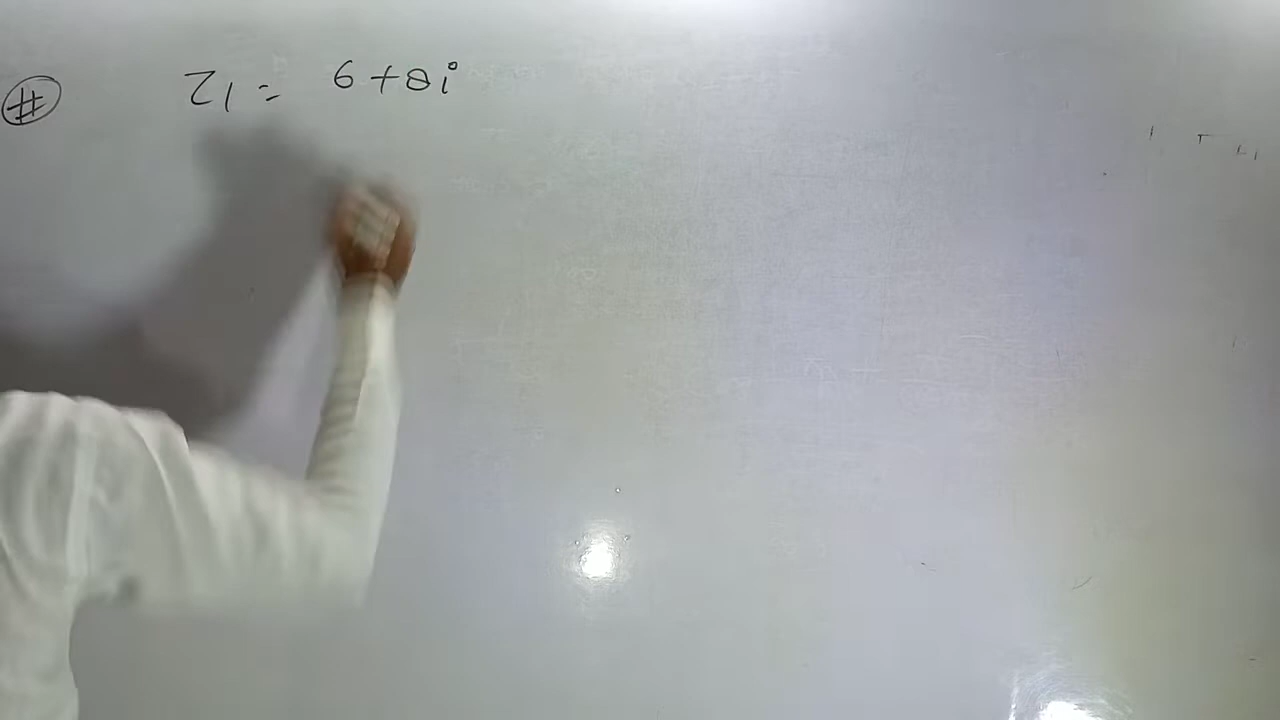 # z1 = 6+8i